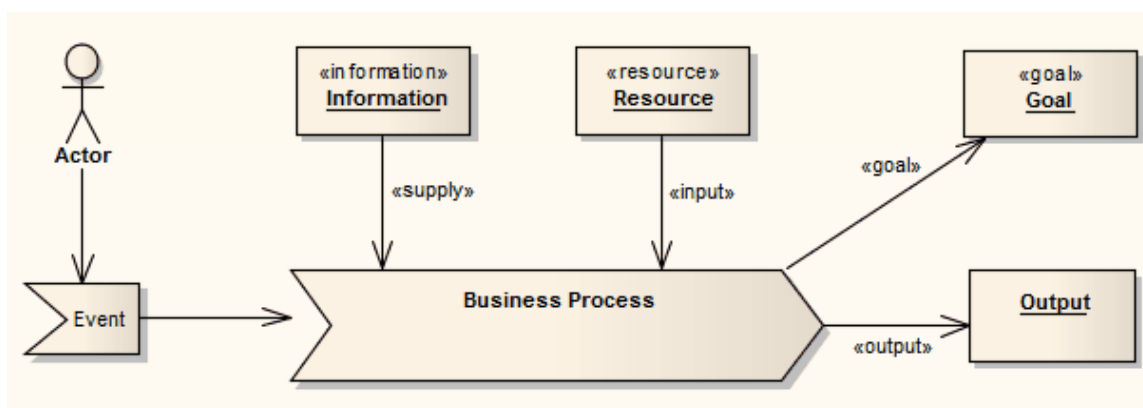 «information»
Information
«resource»
Resource
«goal»
Goal
Actor
«supply»
«input»
«goal»
Event
Business Process
Output
«output»